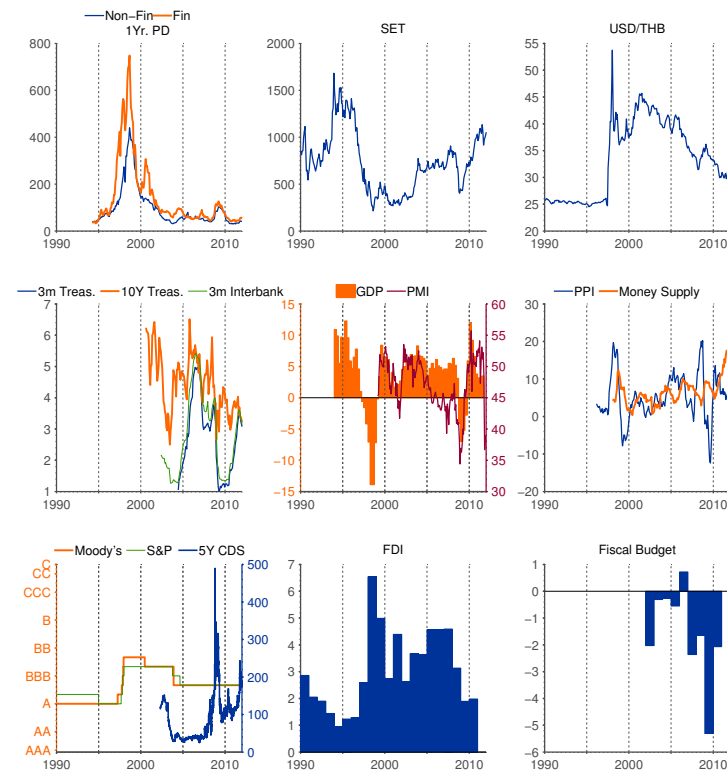 Non−Fin Fin
1Yr. PD
800
600
400
200
0
1990 2000 2010
SET
2000
1500
1000
500
0
1990 2000 2010
USD/THB
55
50
45
40
35
30
25
20
1990 2000 2010
3m Treas. 10Y Treas. 3m Interbank
7
6
5
4
3
2
1
1990 2000 2010
GDP PMI
15 60
10 55
5 50
0 45
−5 40
−10 35
−15 30
1990 2000 2010
PPI Money Supply
30
20
10
0
−10
−20
1990 2000 2010
Moody's S&P 5Y CDS
C 500
CC
CCC
400
B
300
BB
BBB 200
A
100
AA
AAA 0
1990 2000 2010
FDI
7
6
5
4
3
2
1
0
1990 2000 2010
Fiscal Budget
1
0
−1
−2
−3
−4
−5
−6
1990 2000 2010